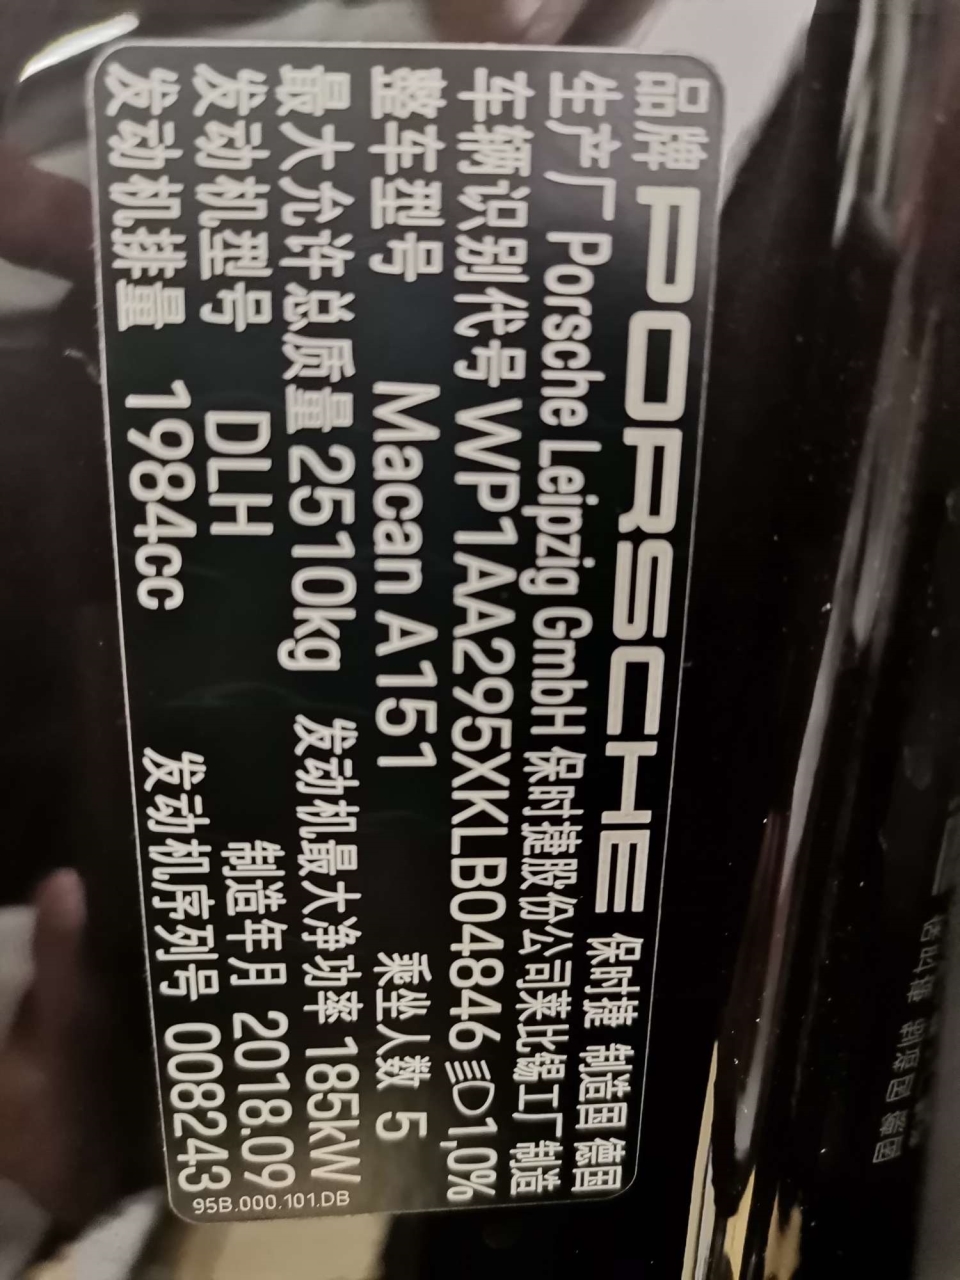 品牌 PORSCHE 保时捷 制造国 德国
生产厂 Porsche Leipzig GmbH 保时捷股份公司莱比锡工厂 制造
车辆识别代号 WP1AA295XKLB04846 1,0%
整车型号 Macan A151 乘坐人数 5
最大允许总质量 2510kg 发动机最大净功率 185kW
发动机型号 DLH 制造年月 2018.09
发动机排量 1984cc 发动机序列号 008243
95B.000.101.DB